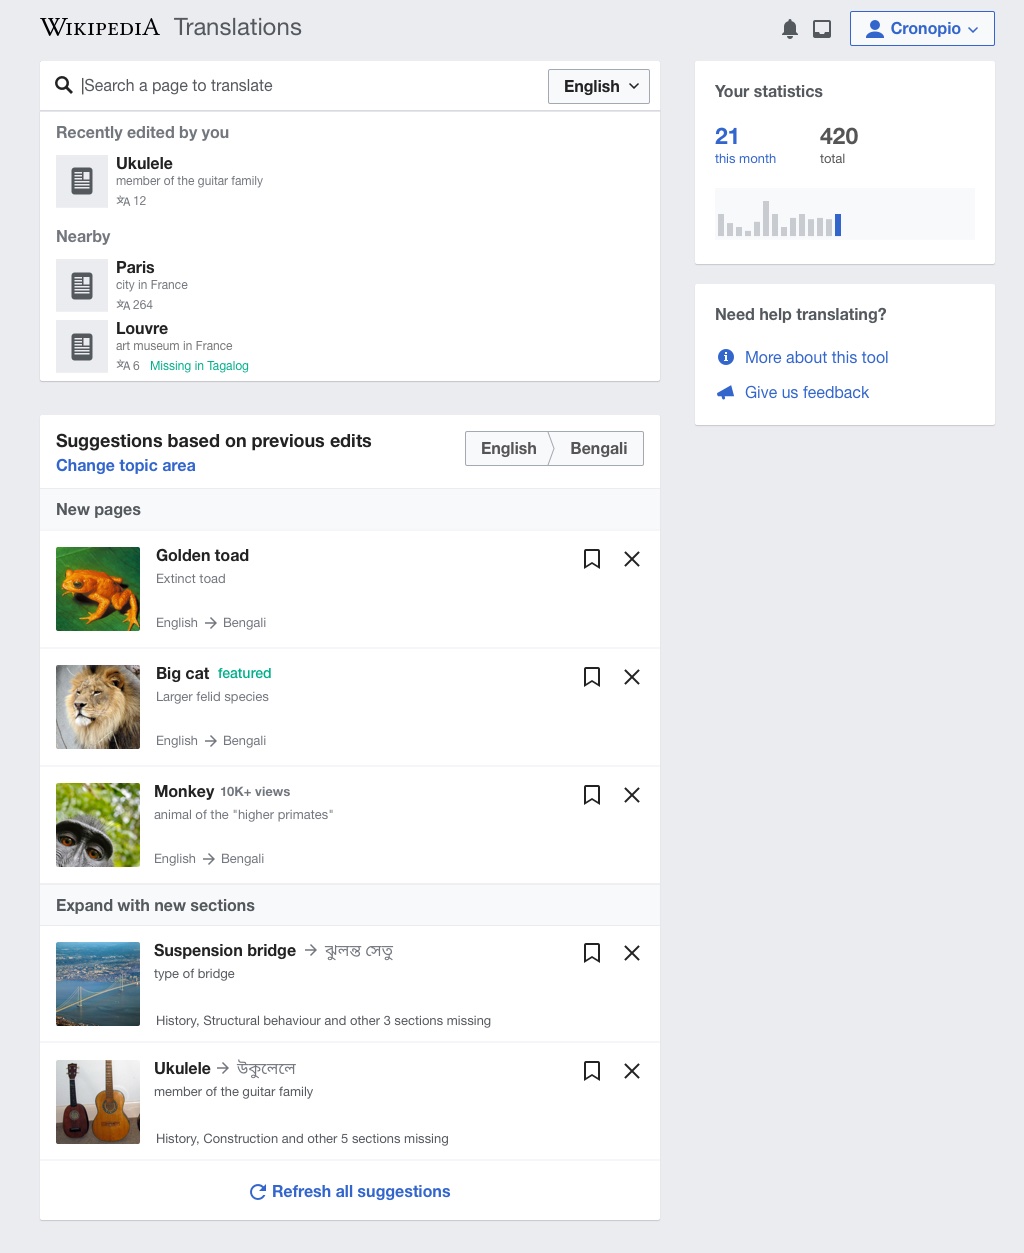 WIKIPEDIA Translations
Cronopio
Search a page to translate
English
Recently edited by you
Ukulele
member of the guitar family
12
Nearby
Paris
city in France
264
Louvre
art museum in France
6 Missing in Tagalog
Your statistics
21 420
this month total
Need help translating?
More about this tool
Give us feedback
Suggestions based on previous edits
Change topic area
English Bengali
New pages
Golden toad
Extinct toad
English → Bengali
Big cat featured
Larger felid species
English → Bengali
Monkey 10K+ views
animal of the "higher primates"
English → Bengali
Expand with new sections
Suspension bridge → ঝুলন্ত সেতু
type of bridge
History, Structural behaviour and other 3 sections missing
Ukulele → উকুলেলে
member of the guitar family
History, Construction and other 5 sections missing
Refresh all suggestions